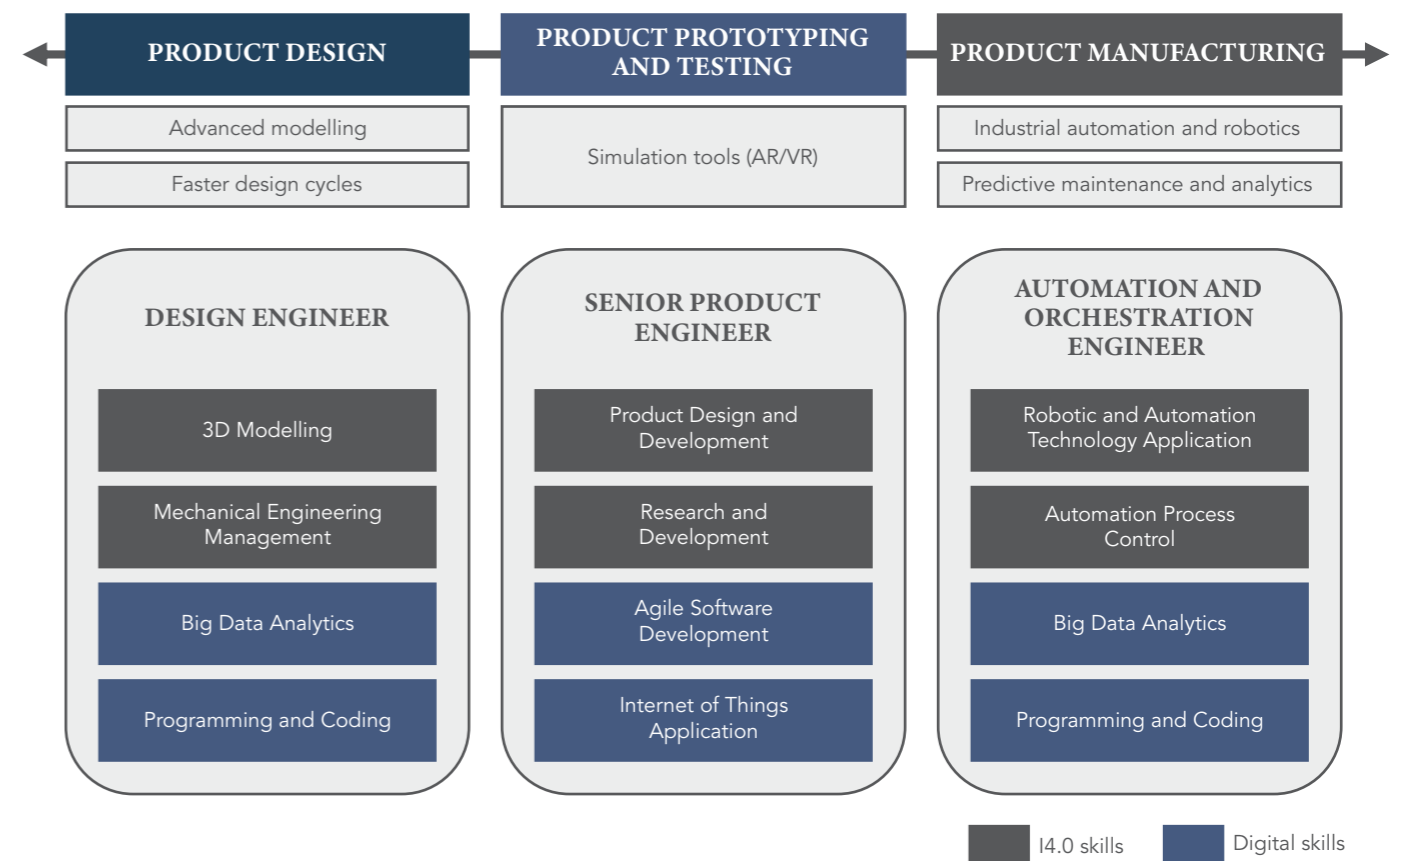 PRODUCT DESIGN
PRODUCT PROTOTYPING
AND TESTING
PRODUCT MANUFACTURING
Advanced modelling
Faster design cycles
Simulation tools (AR/VR)
Industrial automation and robotics
Predictive maintenance and analytics
DESIGN ENGINEER
3D Modelling
Mechanical Engineering
Management
Big Data Analytics
Programming and Coding
SENIOR PRODUCT
ENGINEER
Product Design and
Development
Research and
Development
Agile Software
Development
Internet of Things
Application
AUTOMATION AND
ORCHESTRATION
ENGINEER
Robotic and Automation
Technology Application
Automation Process
Control
Big Data Analytics
Programming and Coding
I4.0 skills
Digital skills